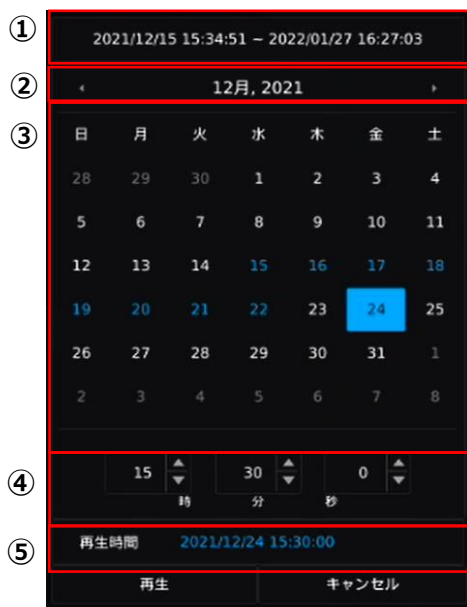 ①
2021/12/15 15:34:51 ~ 2022/01/27 16:27:03
②
12月, 2021
③
日 月 火 水 木 金 土
28 29 30 1 2 3 4
5 6 7 8 9 10 11
12 13 14 15 16 17 18
19 20 21 22 23 24 25
26 27 28 29 30 31 1
2 3 4 5 6 7 8
④
15 30 0
時 分 秒
⑤
再生時間 2021/12/24 15:30:00
再生 キャンセル